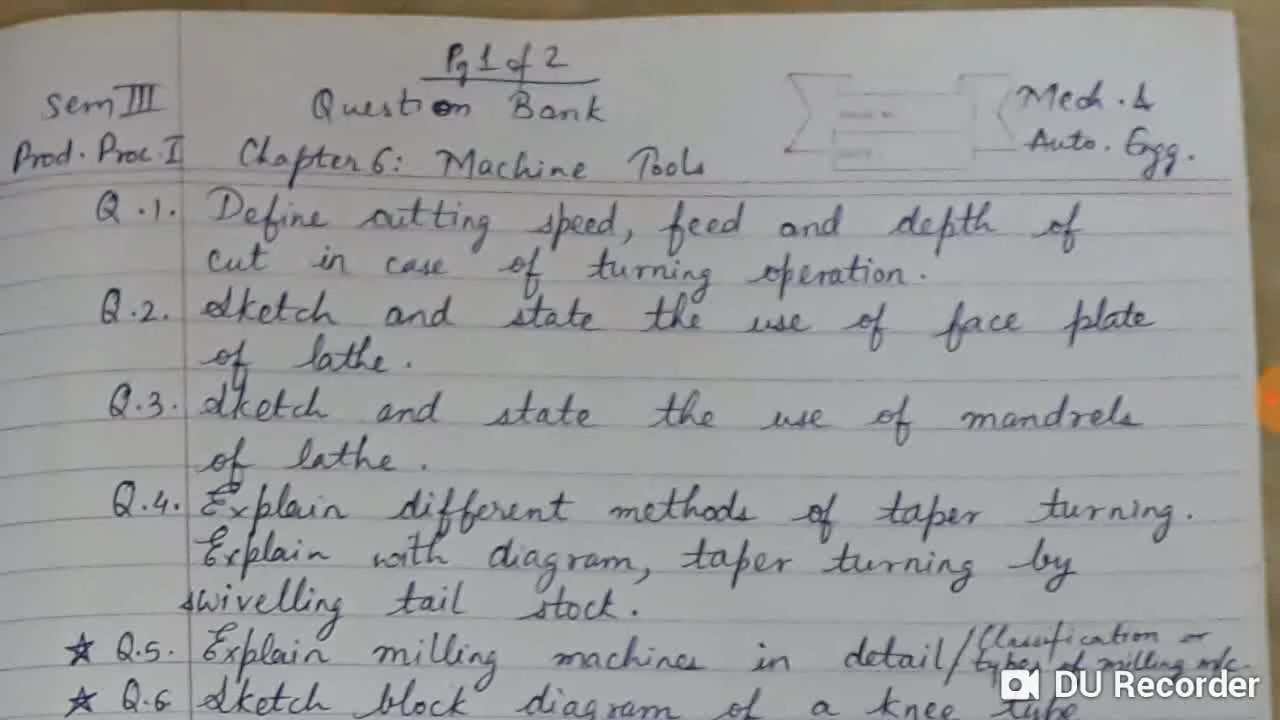 Pg 1 of 2
Sem III Question Bank Mech. &
Prod. Proc. I Chapter 6: Machine Tools Auto. Engg.
Q.1. Define cutting speed, feed and depth of
cut in case of turning operation.
Q.2. Sketch and state the use of face plate
of lathe.
Q.3. Sketch and state the use of mandrels
of lathe.
Q.4. Explain different methods of taper turning.
Explain with diagram, taper turning by
swivelling tail stock.
☆ Q.5. Explain milling machines in detail/Classification or
types of milling m/c.
☆ Q.6 Sketch block diagram of a knee type
DU Recorder